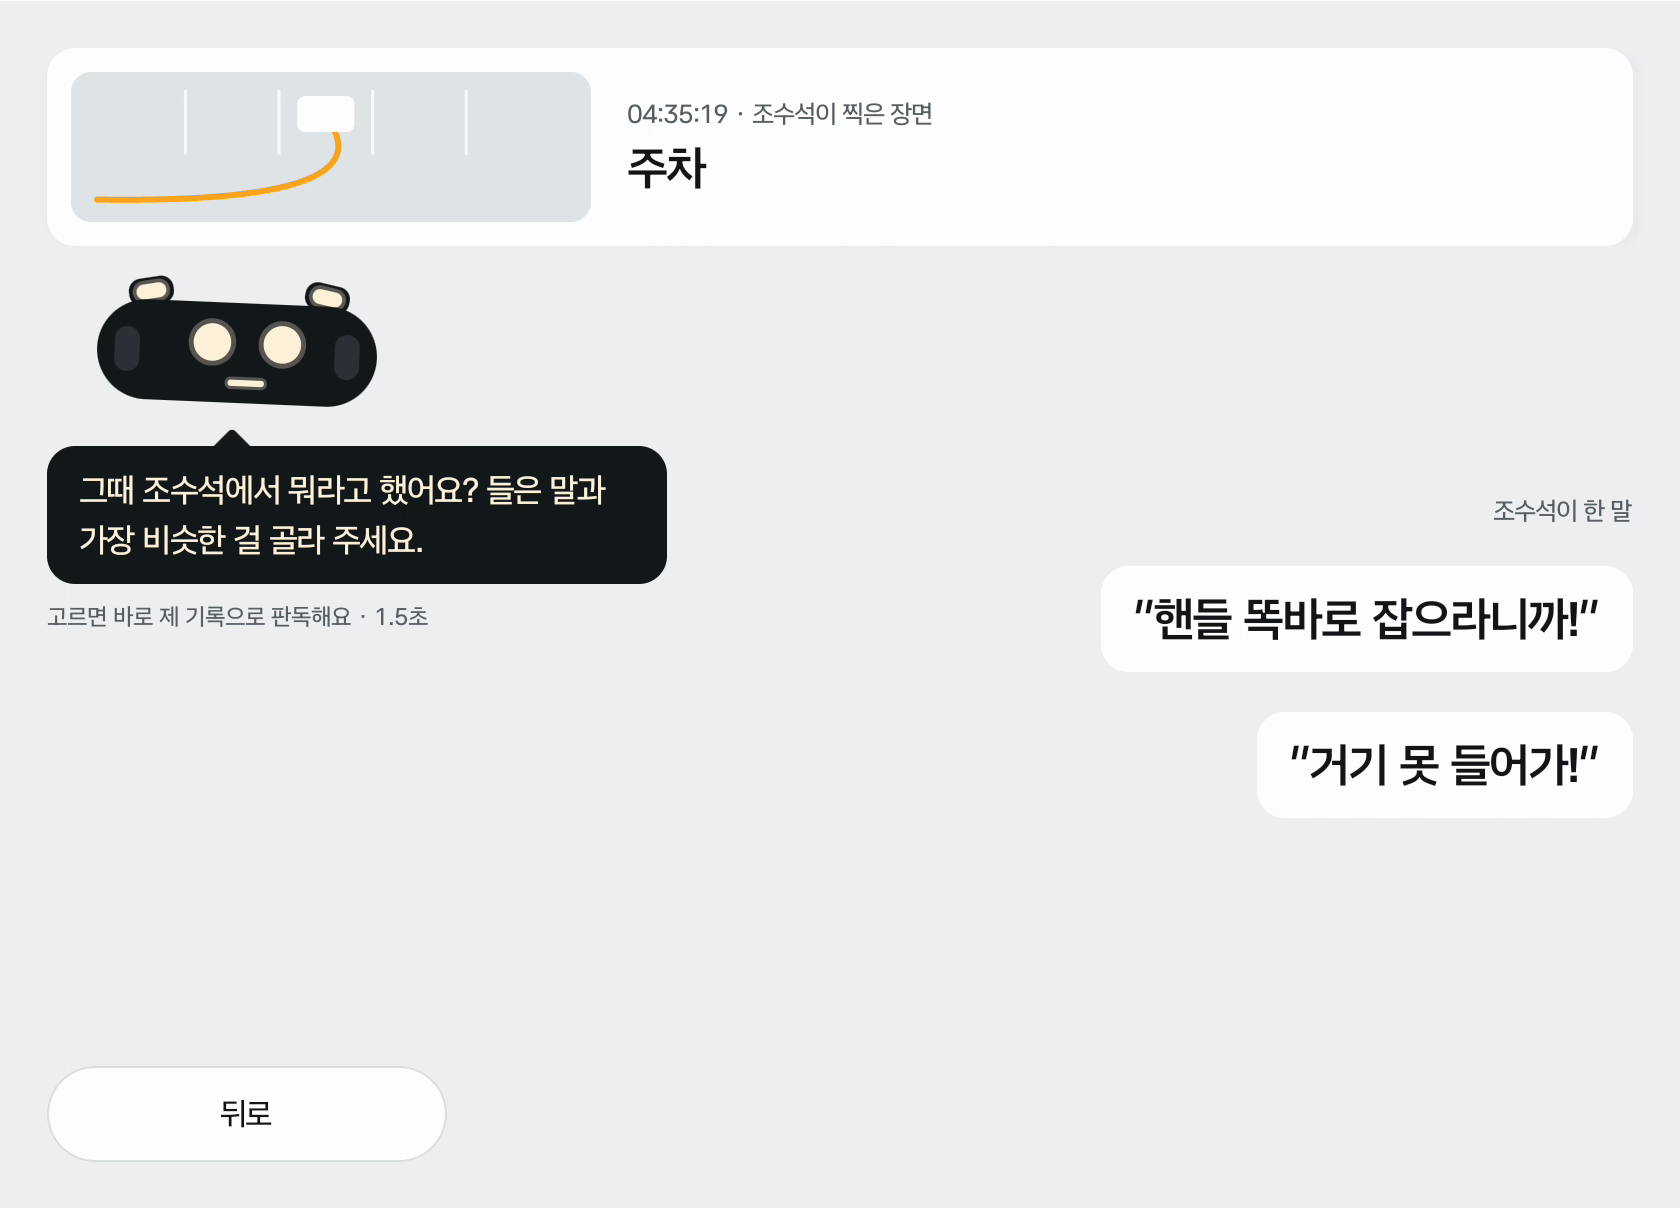 04:35:19 · 조수석이 찍은 장면
주차
그때 조수석에서 뭐라고 했어요? 들은 말과
가장 비슷한 걸 골라 주세요.
고르면 바로 제 기록으로 판독해요 · 1.5초
조수석이 한 말
"핸들 똑바로 잡으라니까!"
"거기 못 들어가!"
뒤로